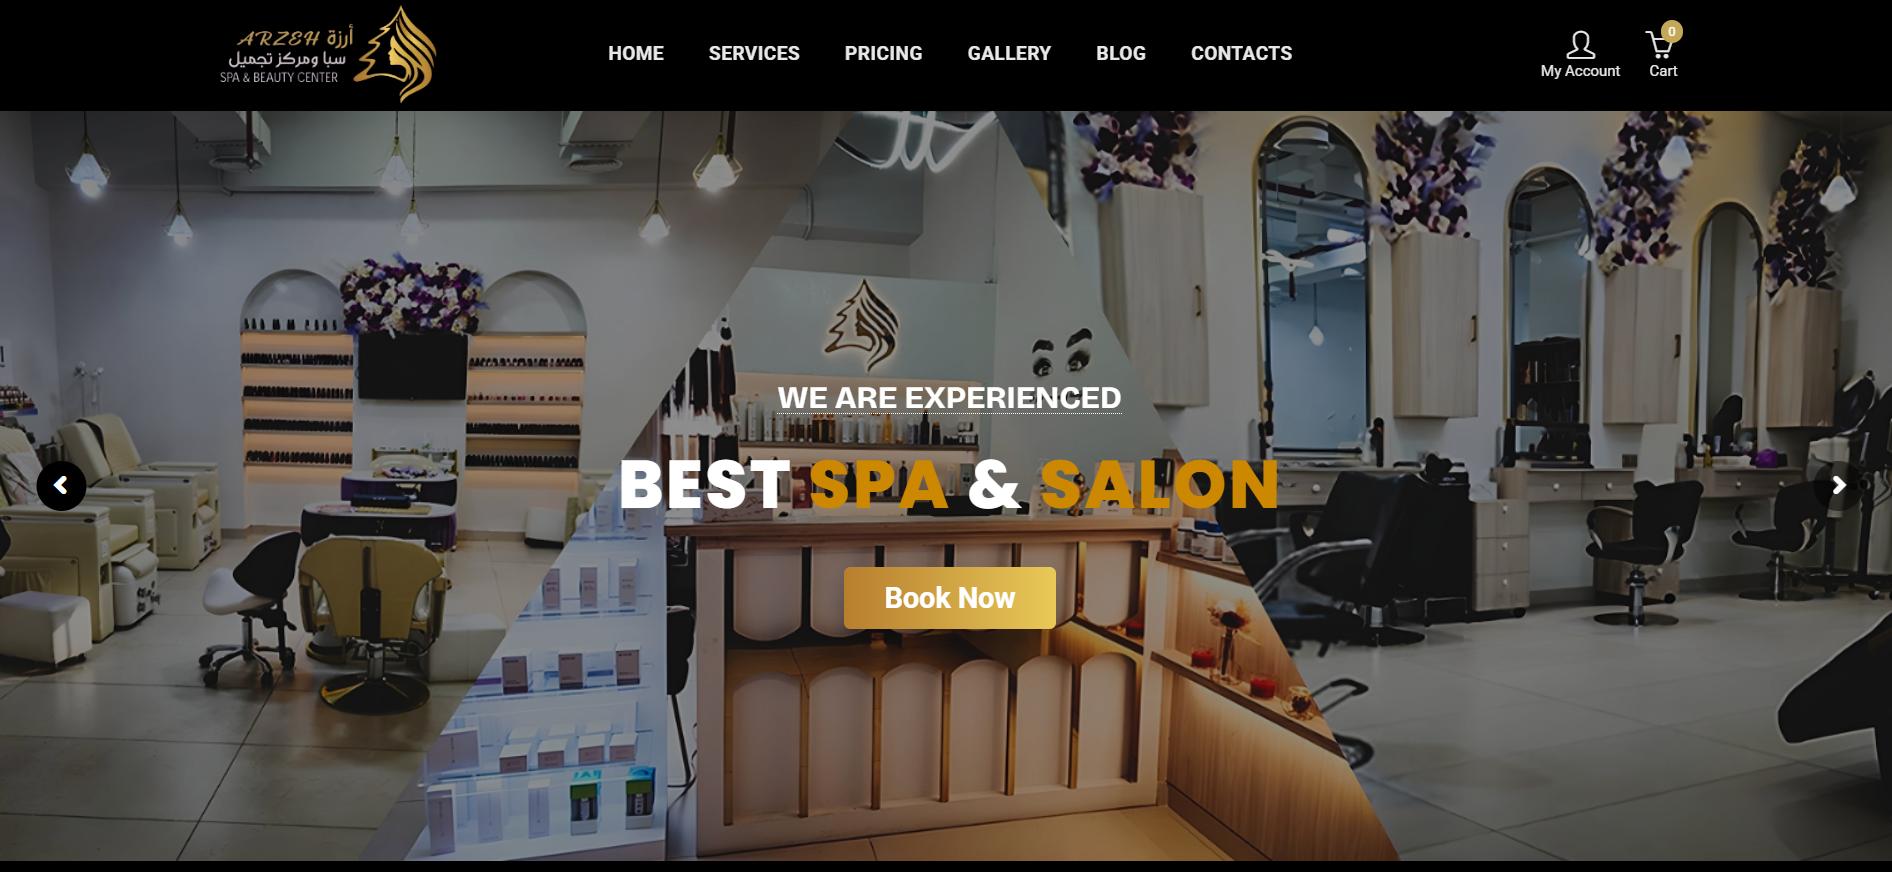 ARZEH أرزة
سبا ومركز تجميل
SPA & BEAUTY CENTER
HOME SERVICES PRICING GALLERY BLOG CONTACTS
0
My Account Cart
WE ARE EXPERIENCED
BEST SPA & SALON
Book Now